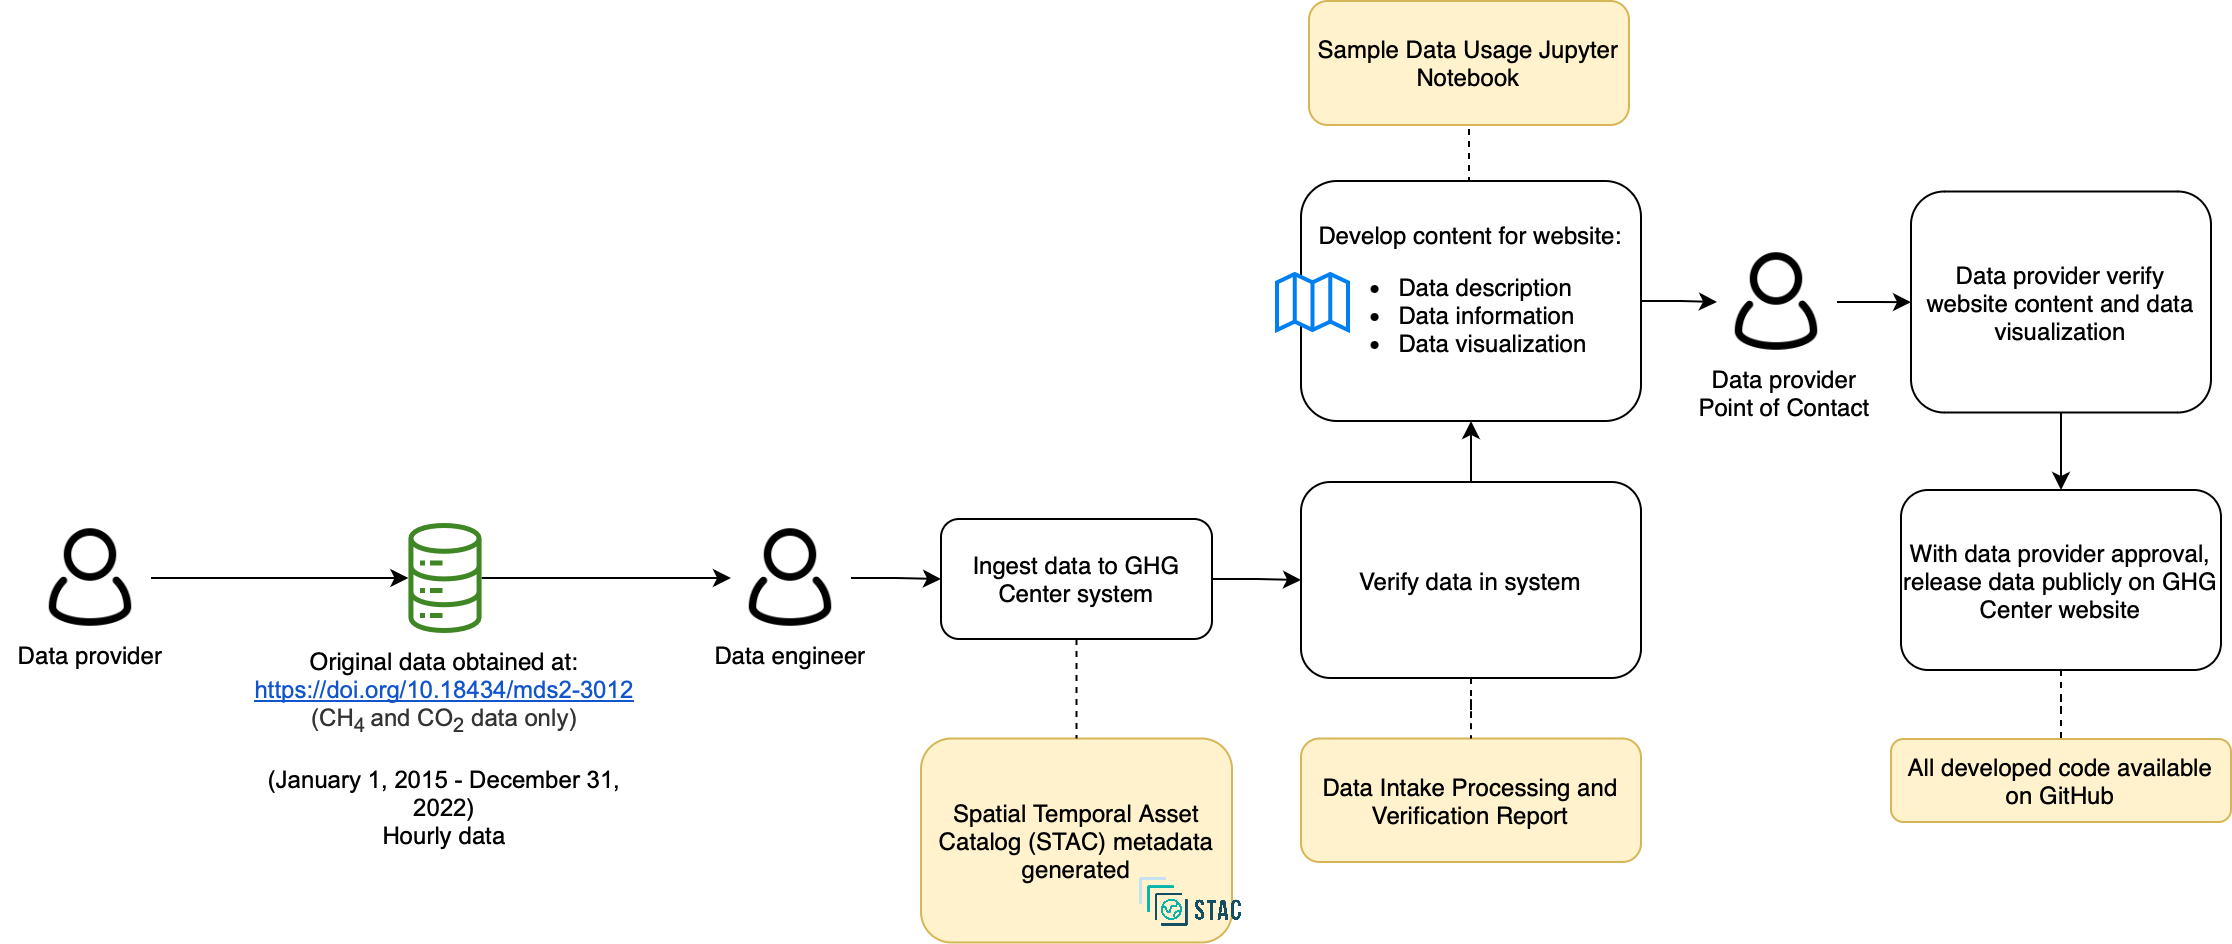 Sample Data Usage Jupyter
Notebook
Develop content for website:
• Data description
• Data information
• Data visualization
Data provider
Point of Contact
Data provider verify
website content and data
visualization
Data provider
Original data obtained at:
https://doi.org/10.18434/mds2-3012
(CH₄ and CO₂ data only)
(January 1, 2015 - December 31,
2022)
Hourly data
Data engineer
Ingest data to GHG
Center system
Verify data in system
With data provider approval,
release data publicly on GHG
Center website
Spatial Temporal Asset
Catalog (STAC) metadata
generated
STAC
Data Intake Processing and
Verification Report
All developed code available
on GitHub